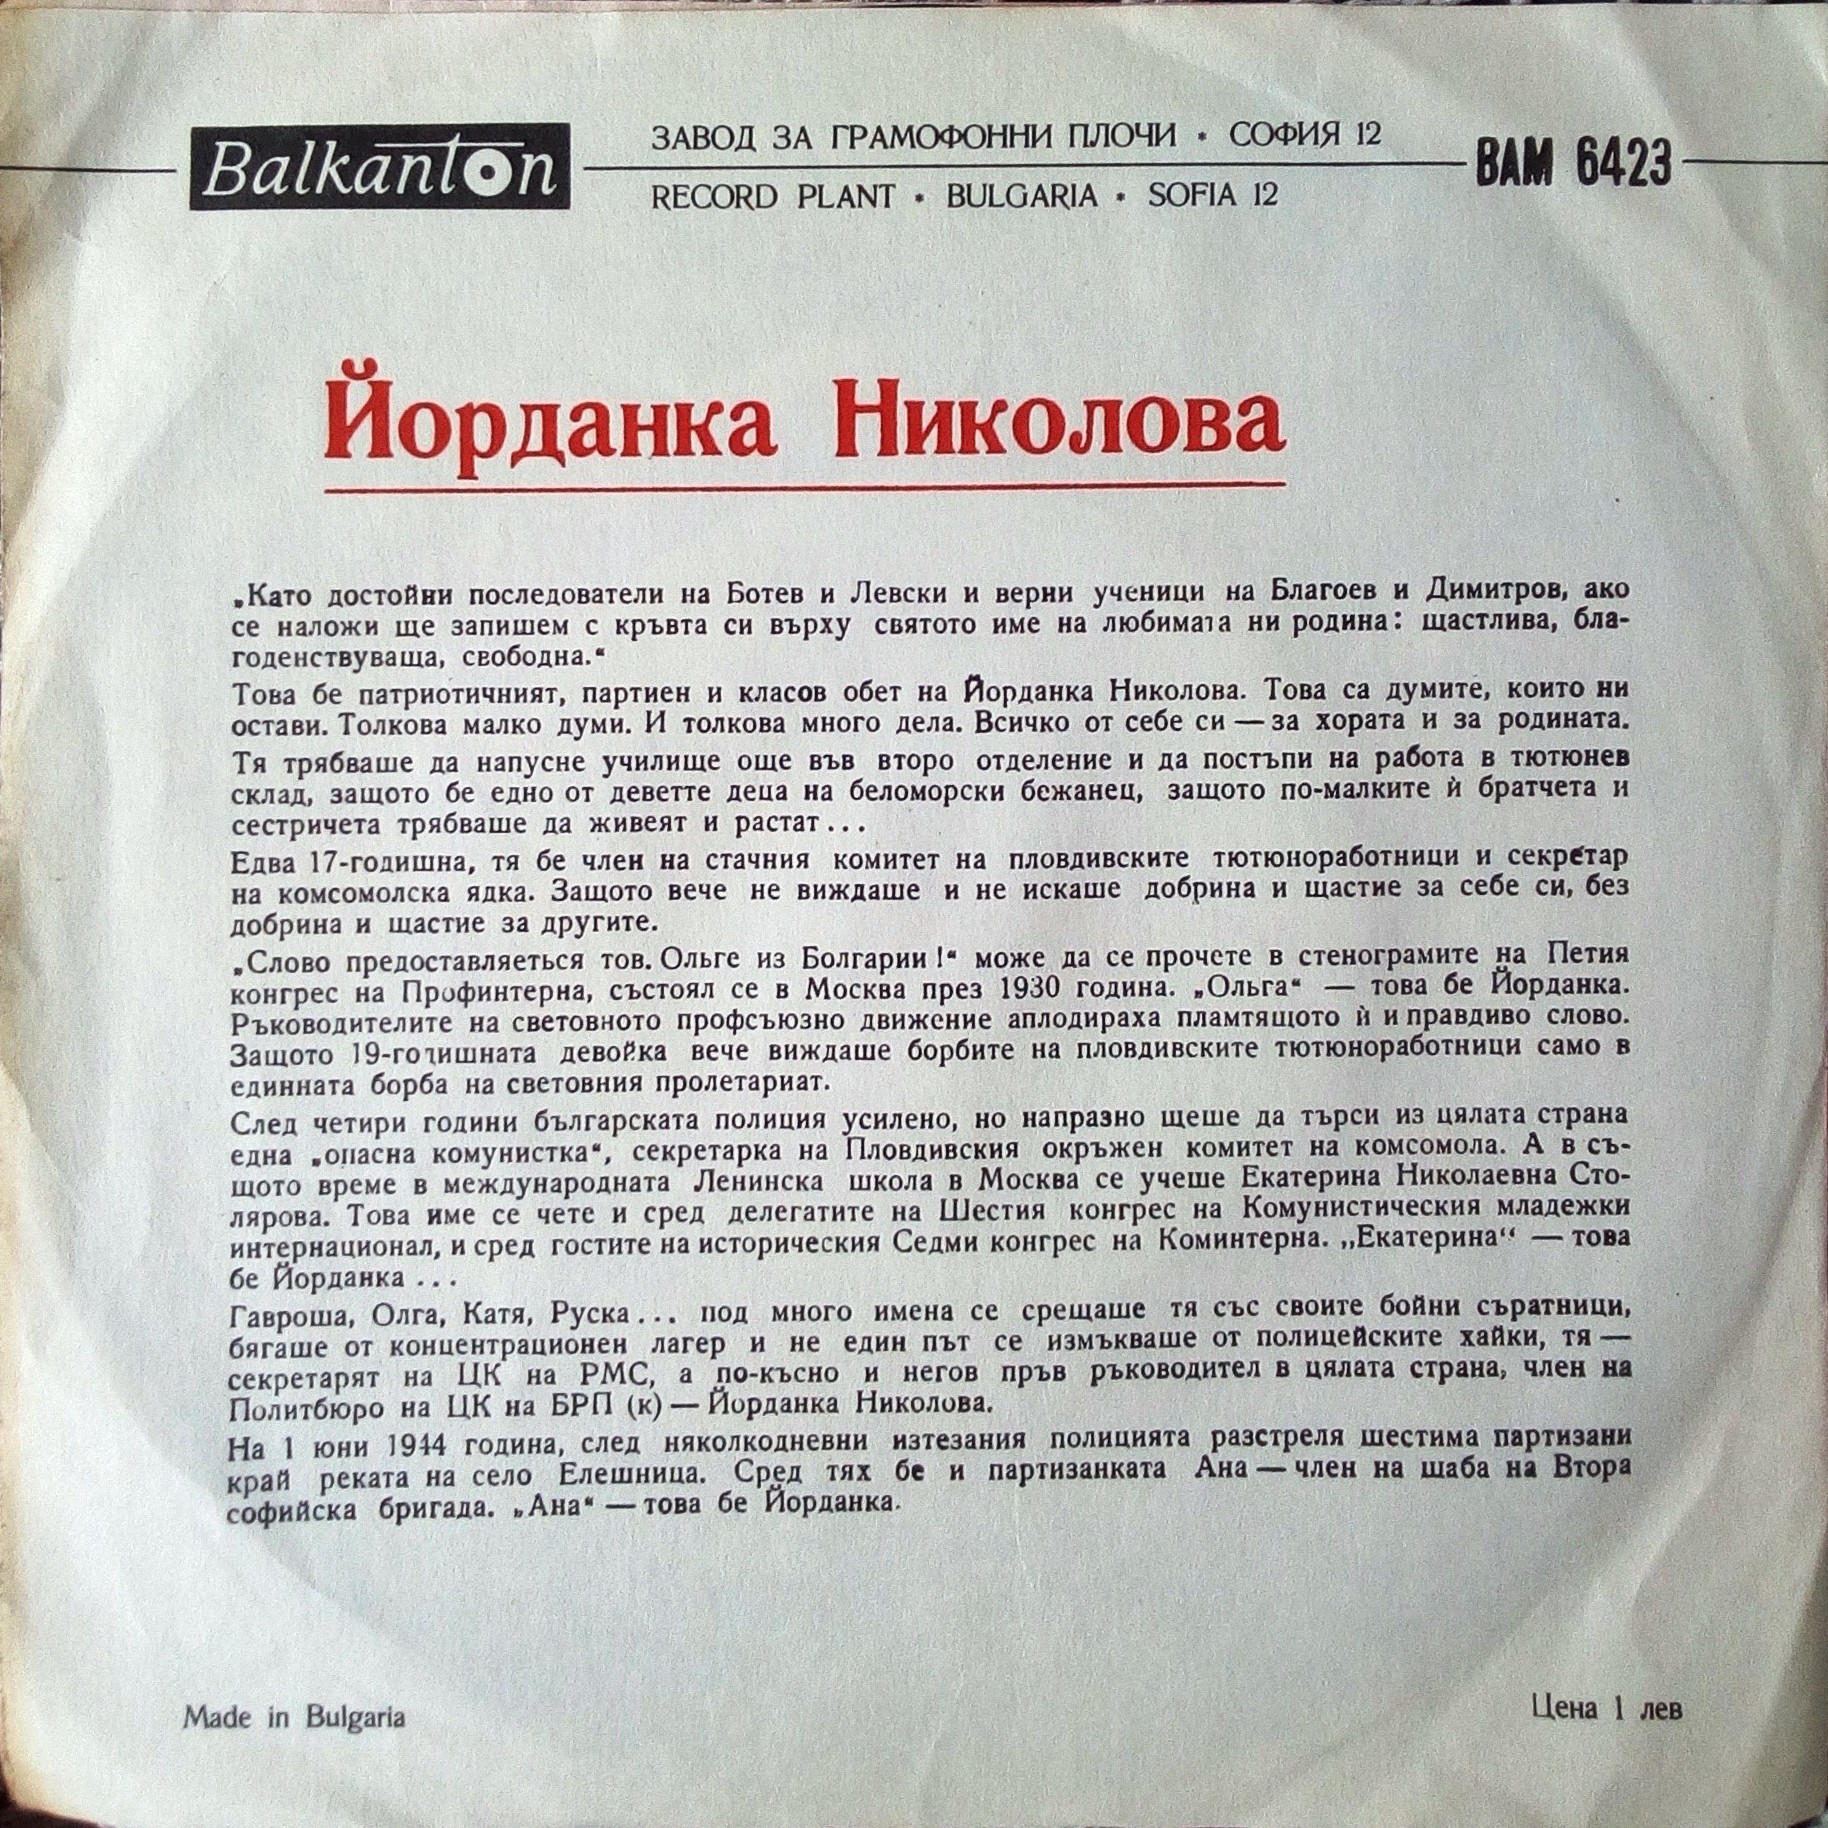 Balkanton
ЗАВОД ЗА ГРАМОФОННИ ПЛОЧИ * СОФИЯ 12
RECORD PLANT * BULGARIA * SOFIA 12
ВАМ 6423
Йорданка Николова
„Като достойни последователи на Ботев и Левски и верни ученици на Благоев и Димитров, ако
се наложи ще запишем с кръвта си върху святото име на любимата ни родина: щастлива, бла-
годенствуваща, свободна.“
Това бе патриотичният, партиен и класов обет на Йорданка Николова. Това са думите, които ни
остави. Толкова малко думи. И толкова много дела. Всичко от себе си — за хората и за родината.
Тя трябваше да напусне училище още във второ отделение и да постъпи на работа в тютюнев
склад, защото бе едно от деветте деца на беломорски бежанец, защото по-малките ѝ братчета и
сестричета трябваше да живеят и растат...
Едва 17-годишна, тя бе член на стачния комитет на пловдивските тютюноработници и секретар
на комсомолска ядка. Защото вече не виждаше и не искаше добрина и щастие за себе си, без
добрина и щастие за другите.
„Слово предоставляеться тов. Ольге из Болгарии!“ може да се прочете в стенограмите на Петия
конгрес на Профинтерна, състоял се в Москва през 1930 година. „Ольга“ — това бе Йорданка.
Ръководителите на световното профсъюзно движение аплодираха пламтящото ѝ и правдиво слово.
Защото 19-годишната девойка вече виждаше борбите на пловдивските тютюноработници само в
единната борба на световния пролетариат.
След четири години българската полиция усилено, но напразно щеше да търси из цялата страна
една „опасна комунистка“, секретарка на Пловдивския окръжен комитет на комсомола. А в съ-
щото време в международната Ленинска школа в Москва се учеше Екатерина Николаевна Сто-
лярова. Това име се чете и сред делегатите на Шестия конгрес на Комунистическия младежки
интернационал, и сред гостите на историческия Седми конгрес на Коминтерна. „Екатерина“ — това
бе Йорданка ...
Гавроша, Олга, Катя, Руска... под много имена се срещаше тя със своите бойни съратници,
бягаше от концентрационен лагер и не един път се измъкваше от полицейските хайки, тя —
секретарят на ЦК на РМС, а по-късно и негов пръв ръководител в цялата страна, член на
Политбюро на ЦК на БРП (к) — Йорданка Николова.
На 1 юни 1944 година, след няколкодневни изтезания полицията разстреля шестима партизани
край реката на село Елешница. Сред тях бе и партизанката Ана — член на щаба на Втора
софийска бригада. „Ана“ — това бе Йорданка.
Made in Bulgaria
Цена 1 лев